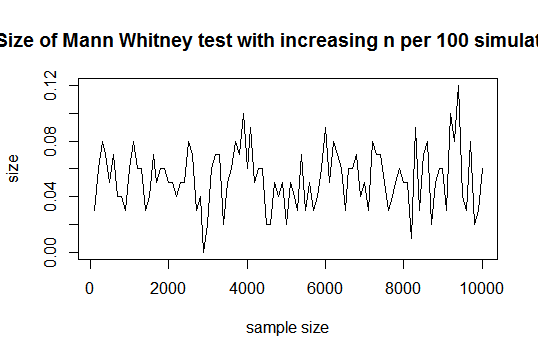 Size of Mann Whitney test with increasing n per 100 simulat
0.12
0.08
0.04
0.00
size
0 2000 4000 6000 8000 10000
sample size